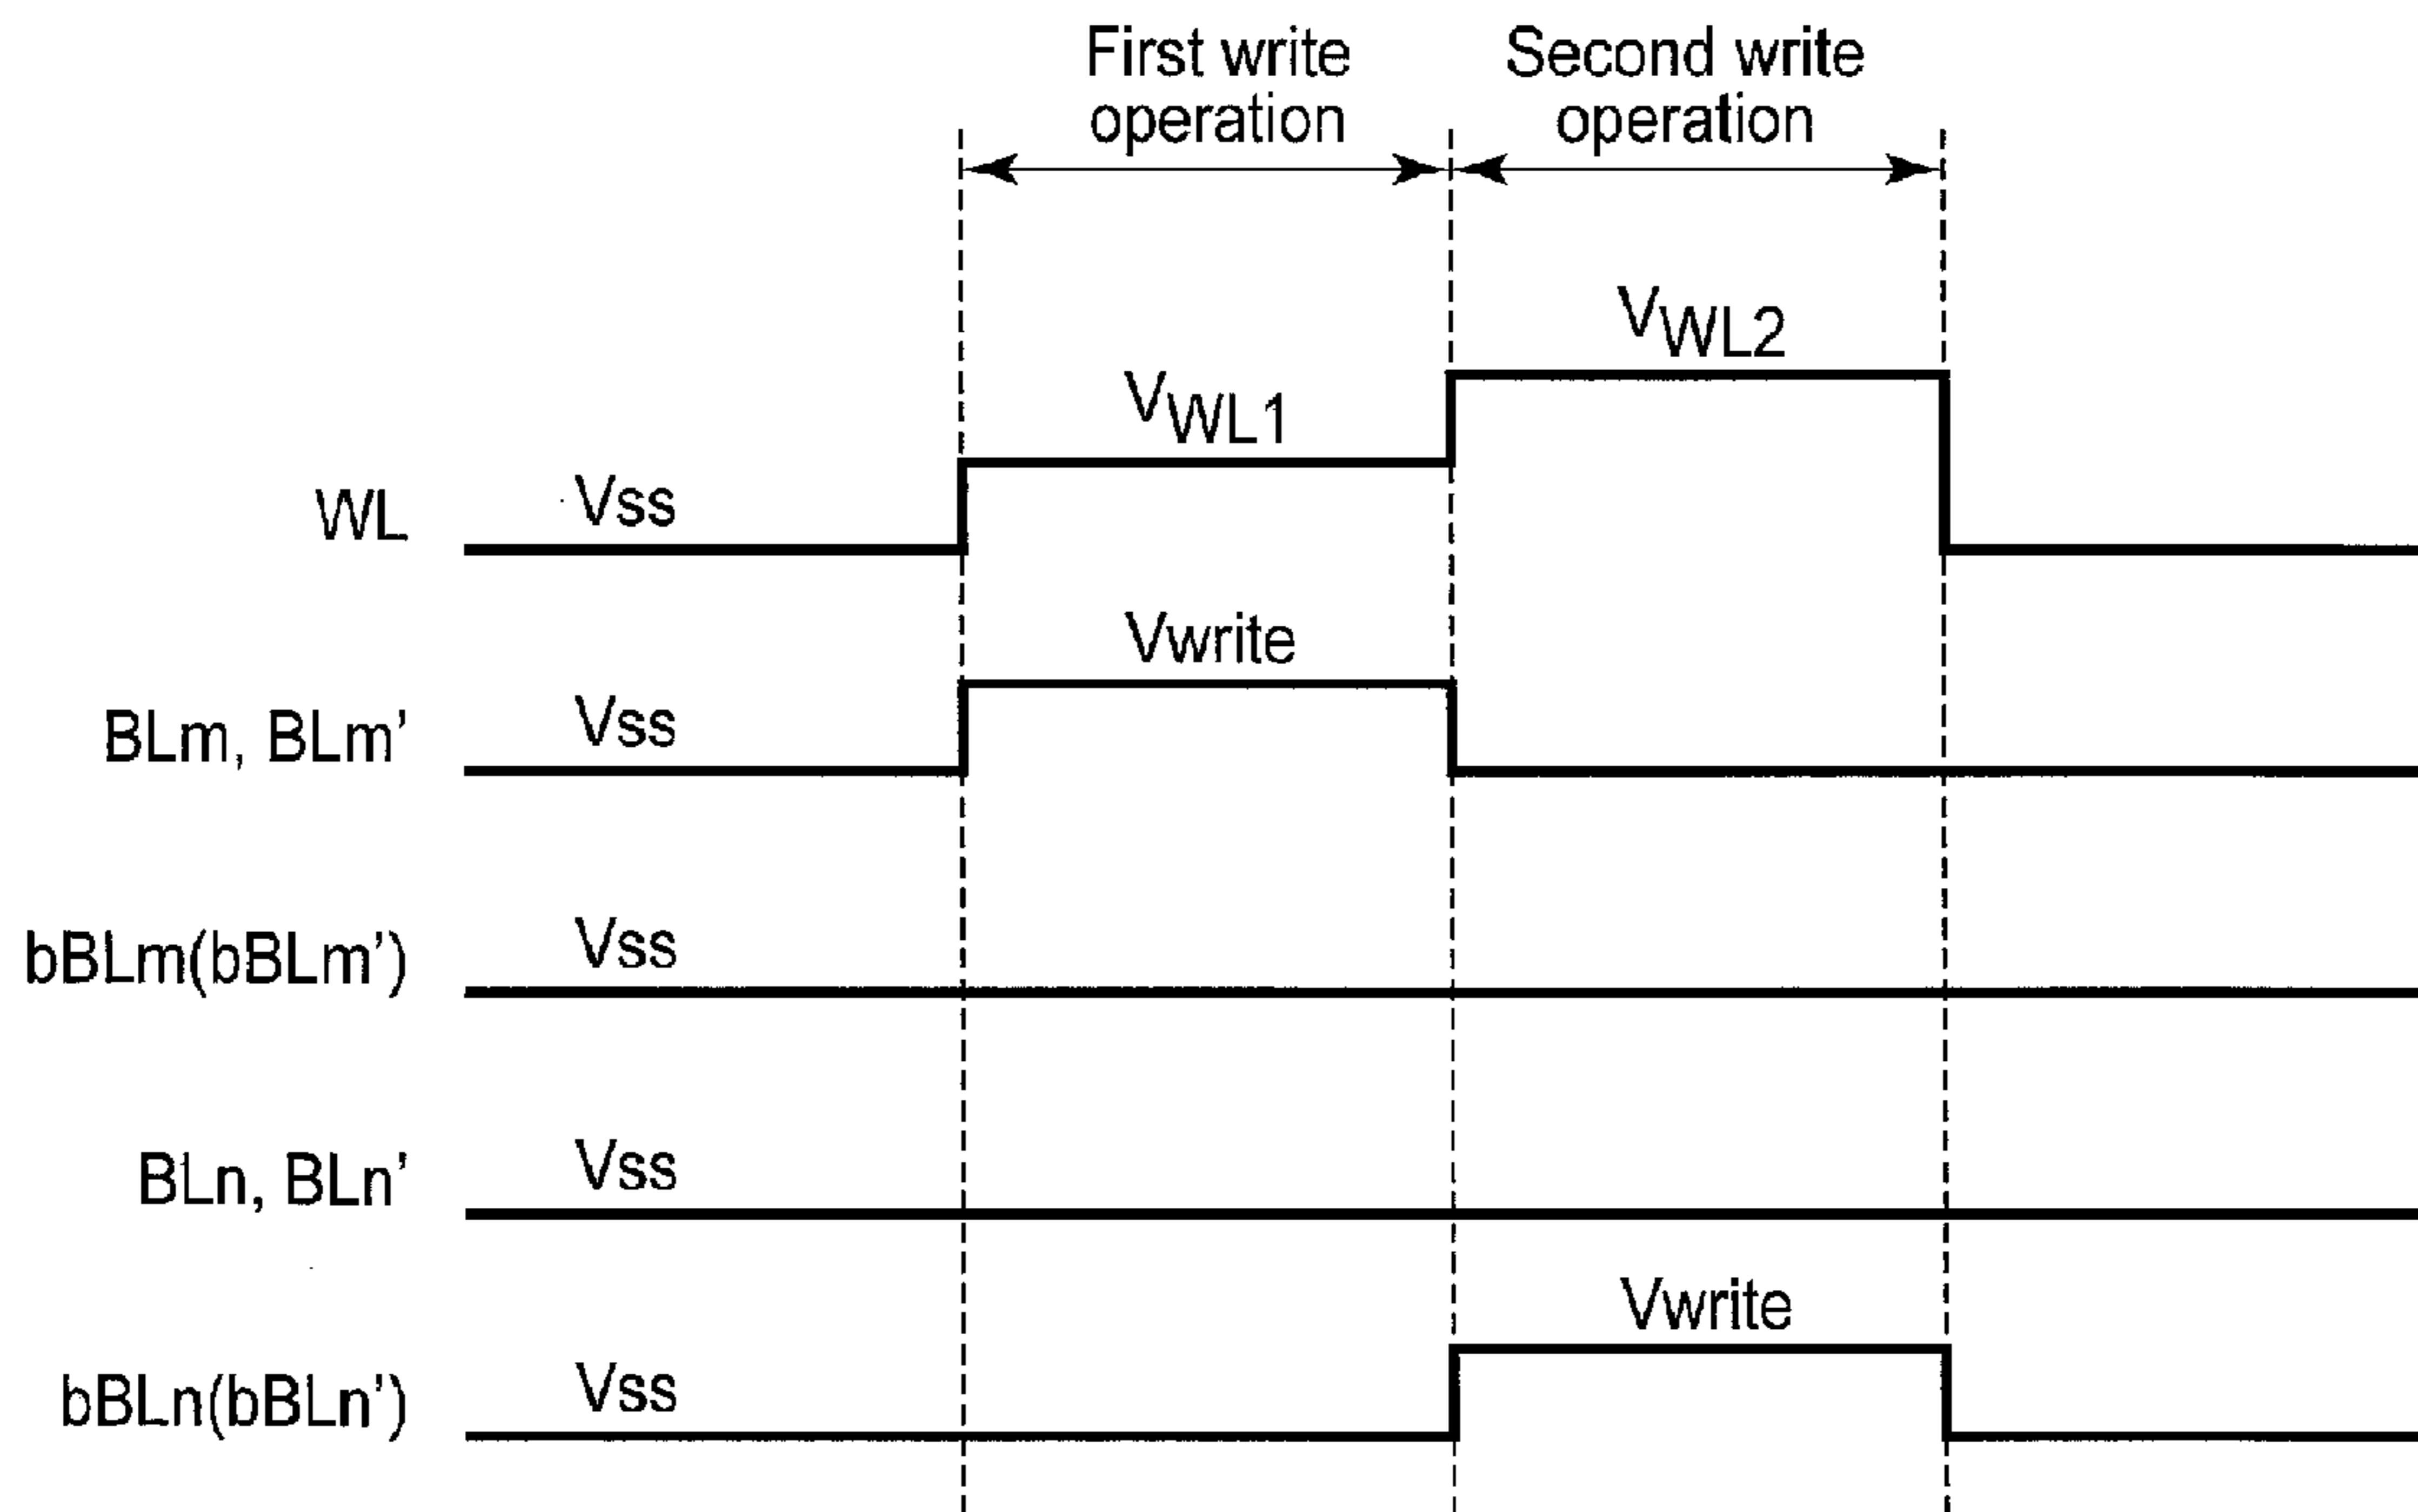 First write
operation
Second write
operation
VWL2
VWL1
WL Vss
Vwrite
BLm, BLm' Vss
bBLm(bBLm') Vss
BLn, BLn' Vss
Vwrite
bBLn(bBLn') Vss